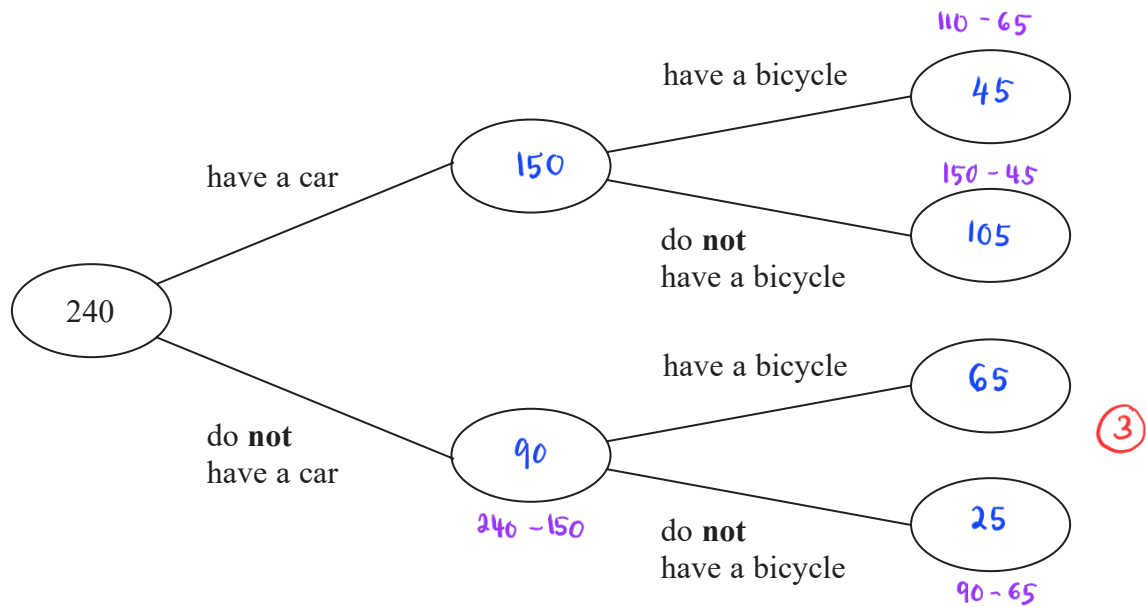 110 - 65
have a bicycle
45
150
have a car
150 - 45
105
do not
have a bicycle
240
have a bicycle
65
3
do not
have a car
90
240 - 150
25
do not
have a bicycle
90 - 65